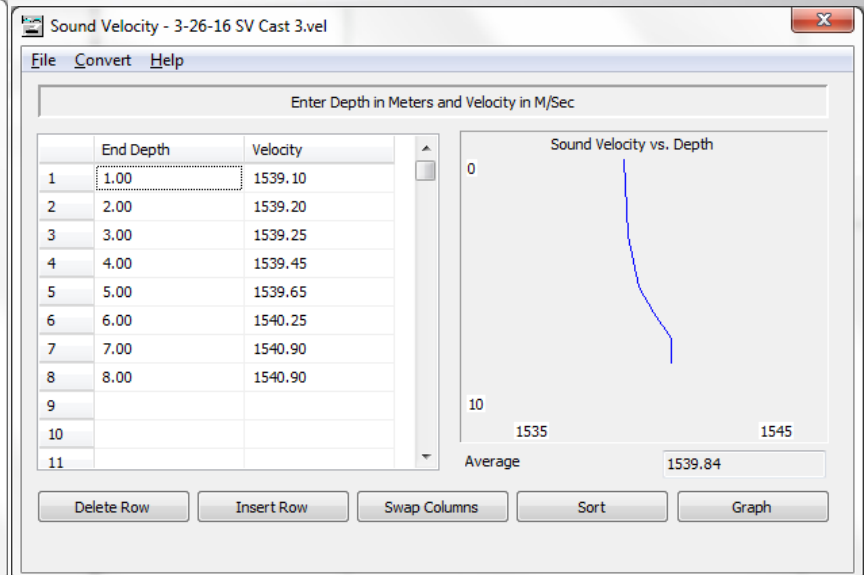 Sound Velocity - 3-26-16 SV Cast 3.vel
File Convert Help
Enter Depth in Meters and Velocity in M/Sec
End Depth Velocity
1 1.00 1539.10
2 2.00 1539.20
3 3.00 1539.25
4 4.00 1539.45
5 5.00 1539.65
6 6.00 1540.25
7 7.00 1540.90
8 8.00 1540.90
9
10
11
Sound Velocity vs. Depth
0
10
1535 1545
Average 1539.84
Delete Row Insert Row Swap Columns Sort Graph